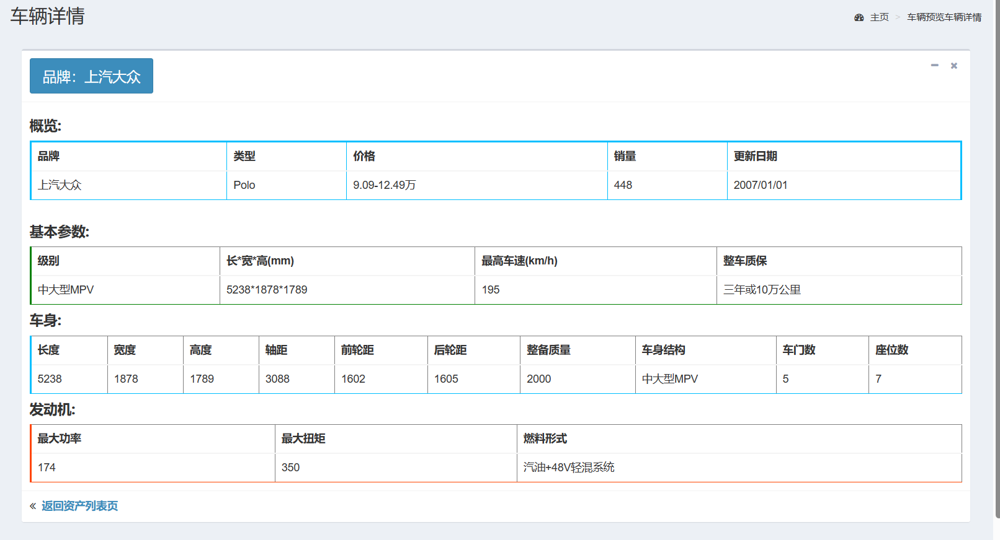 车辆详情
主页 > 车辆预览车辆详情
品牌：上汽大众
概览:
品牌 类型 价格 销量 更新日期
上汽大众 Polo 9.09-12.49万 448 2007/01/01
基本参数:
级别 长*宽*高(mm) 最高车速(km/h) 整车质保
中大型MPV 5238*1878*1789 195 三年或10万公里
车身:
长度 宽度 高度 轴距 前轮距 后轮距 整备质量 车身结构 车门数 座位数
5238 1878 1789 3088 1602 1605 2000 中大型MPV 5 7
发动机:
最大功率 最大扭矩 燃料形式
174 350 汽油+48V轻混系统
« 返回资产列表页